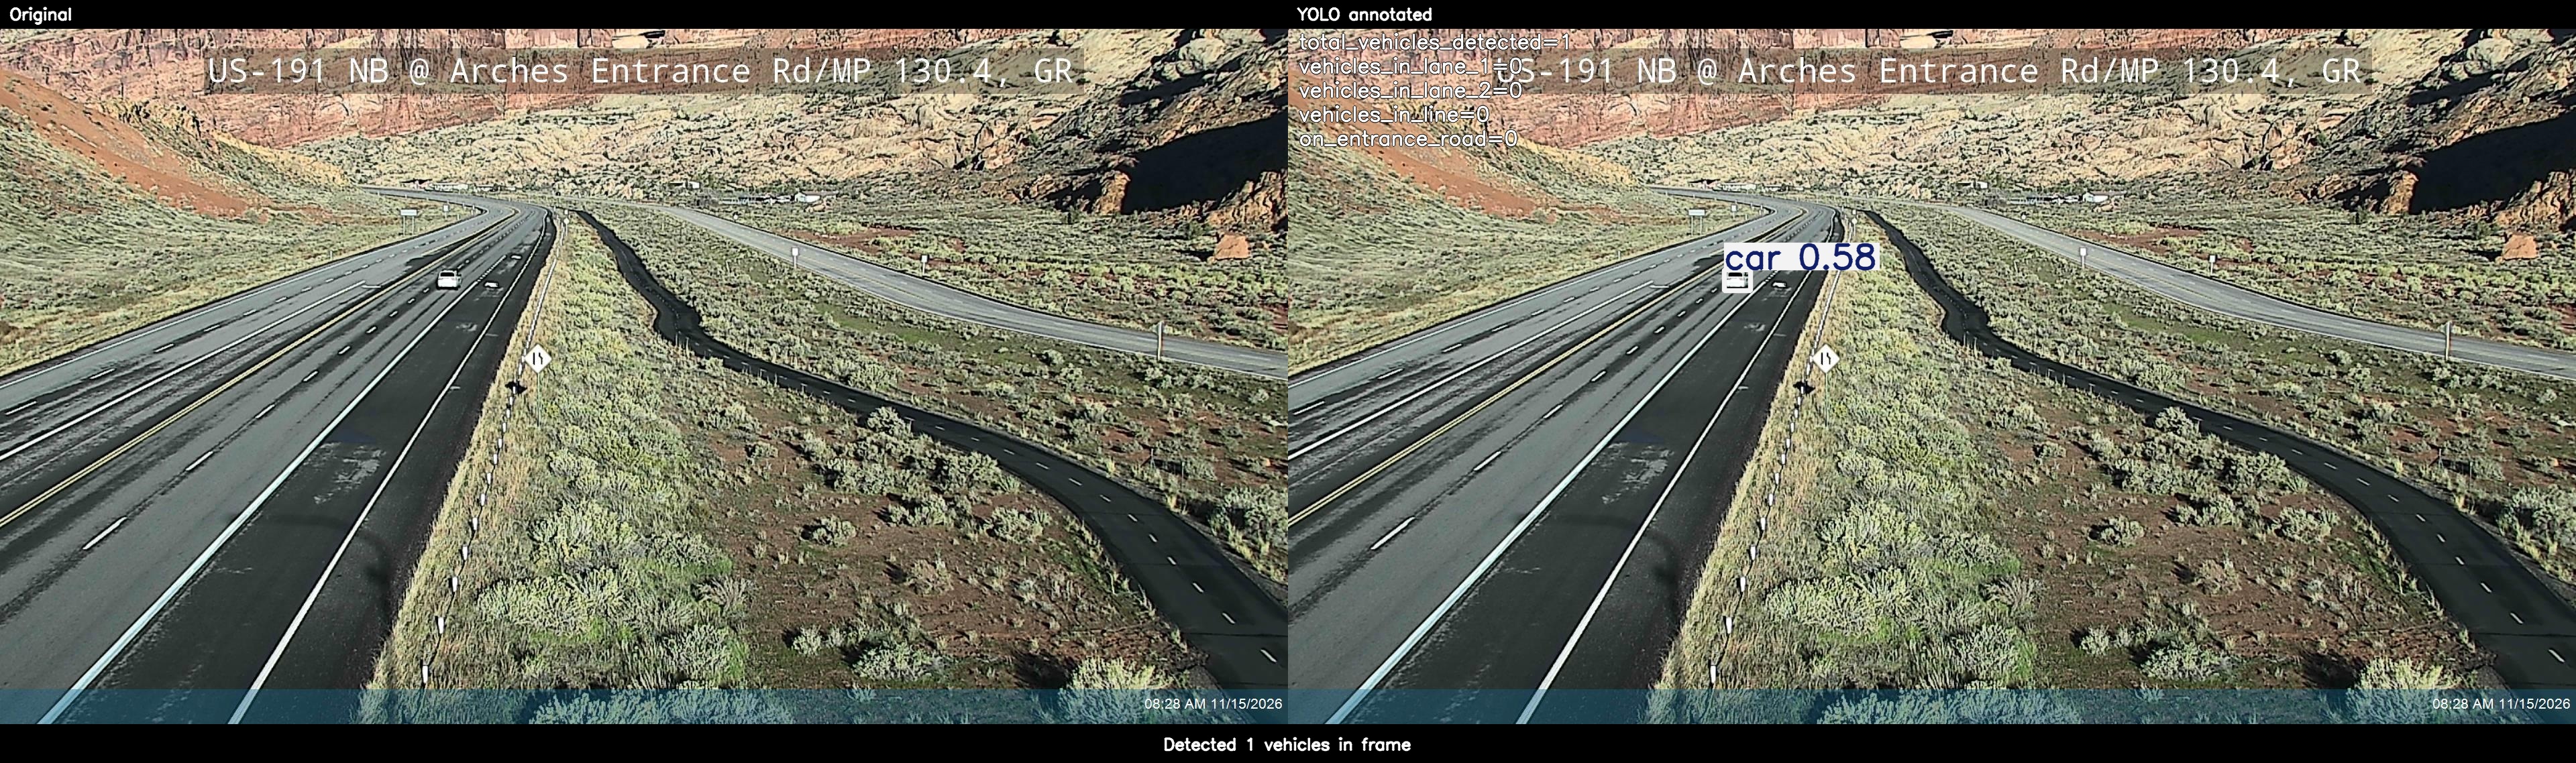 Original
US-191 NB @ Arches Entrance Rd/MP 130.4, GR
08:28 AM 11/15/2026
YOLO annotated
total_vehicles_detected=1
vehicles_in_lane_1=0
US-191 NB @ Arches Entrance Rd/MP 130.4, GR
vehicles_in_lane_2=0
vehicles_in_line=0
on_entrance_road=0
car 0.58
08:28 AM 11/15/2026
Detected 1 vehicles in frame